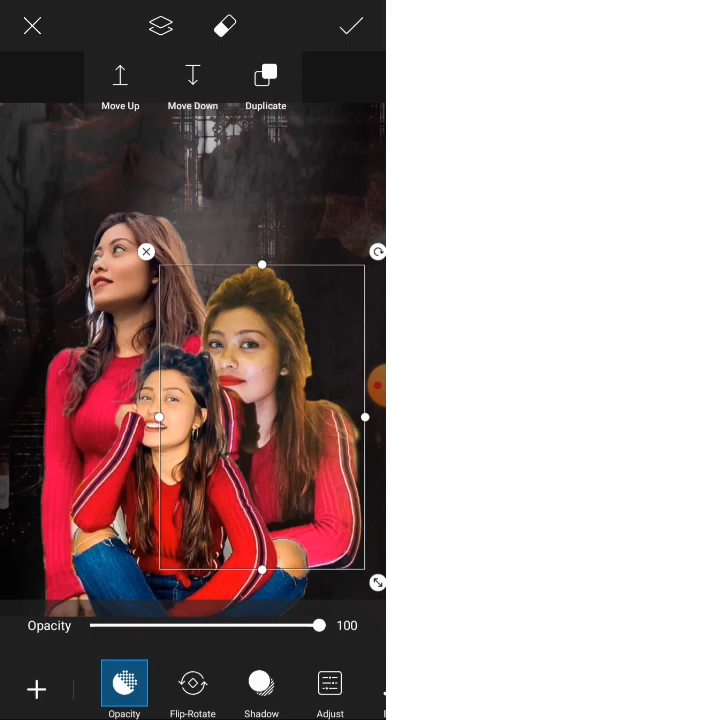 Move Up Move Down Duplicate
Opacity 100
Opacity Flip-Rotate Shadow Adjust